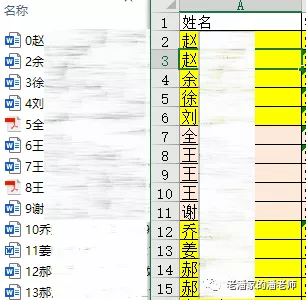 名称
0赵
2余
3徐
4刘
5全
6王
7王
8王
9谢
10乔
11姜
12郝
13郝
A
1 姓名
2 赵
3 赵
4 余
5 徐
6 刘
7 全
8 王
9 王
10 王
11 谢
12 乔
13 姜
14 郝
15 郝
老潘家的潘老师